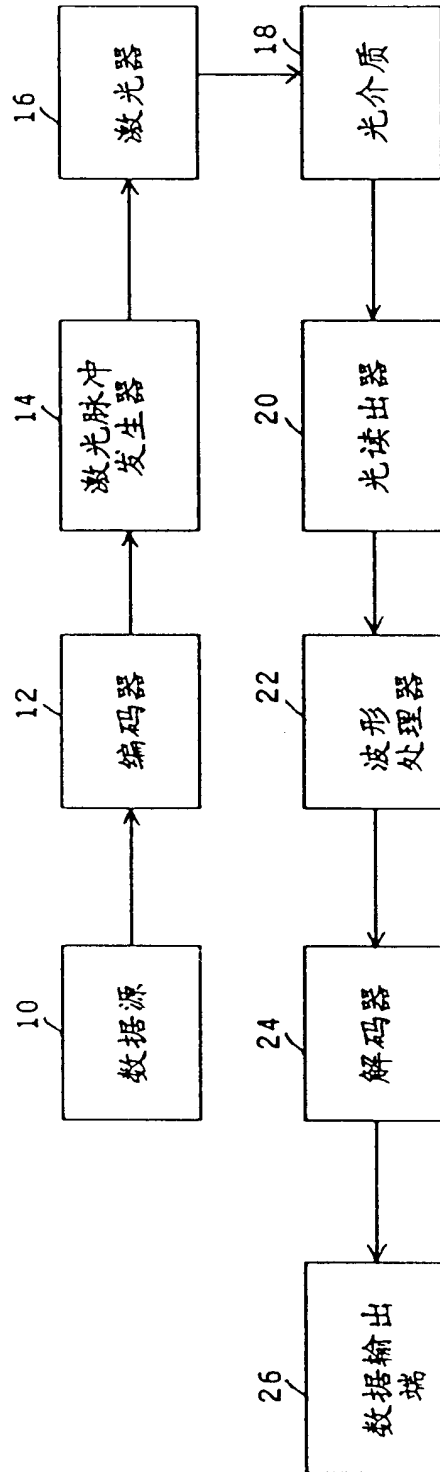 10
数据源
12
编码器
14
激光脉冲
发生器
16
激光器
18
光介质
20
光读出器
22
波形
处理器
24
解码器
26
数据输出
端